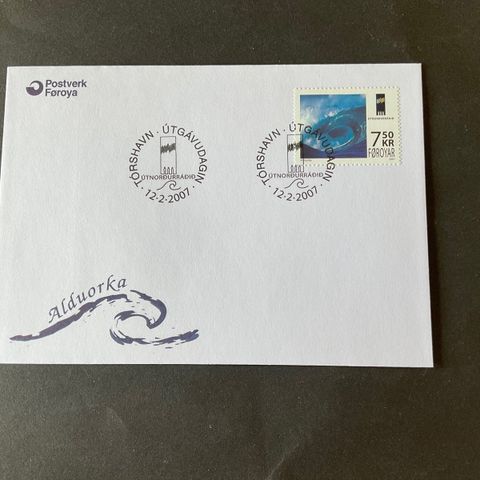 Postverk
Føroya
TÓRSHAVN · ÚTGÁVUDAGIN ·
ÚTNORÐURRÁÐIÐ
12-2-2007
TÓRSHAVN · ÚTGÁVUDAGIN ·
ÚTNORÐURRÁÐIÐ
12-2-2007
ÚTNORÐURRÁÐIÐ
7 50
KR
FØROYAR
Alduorka